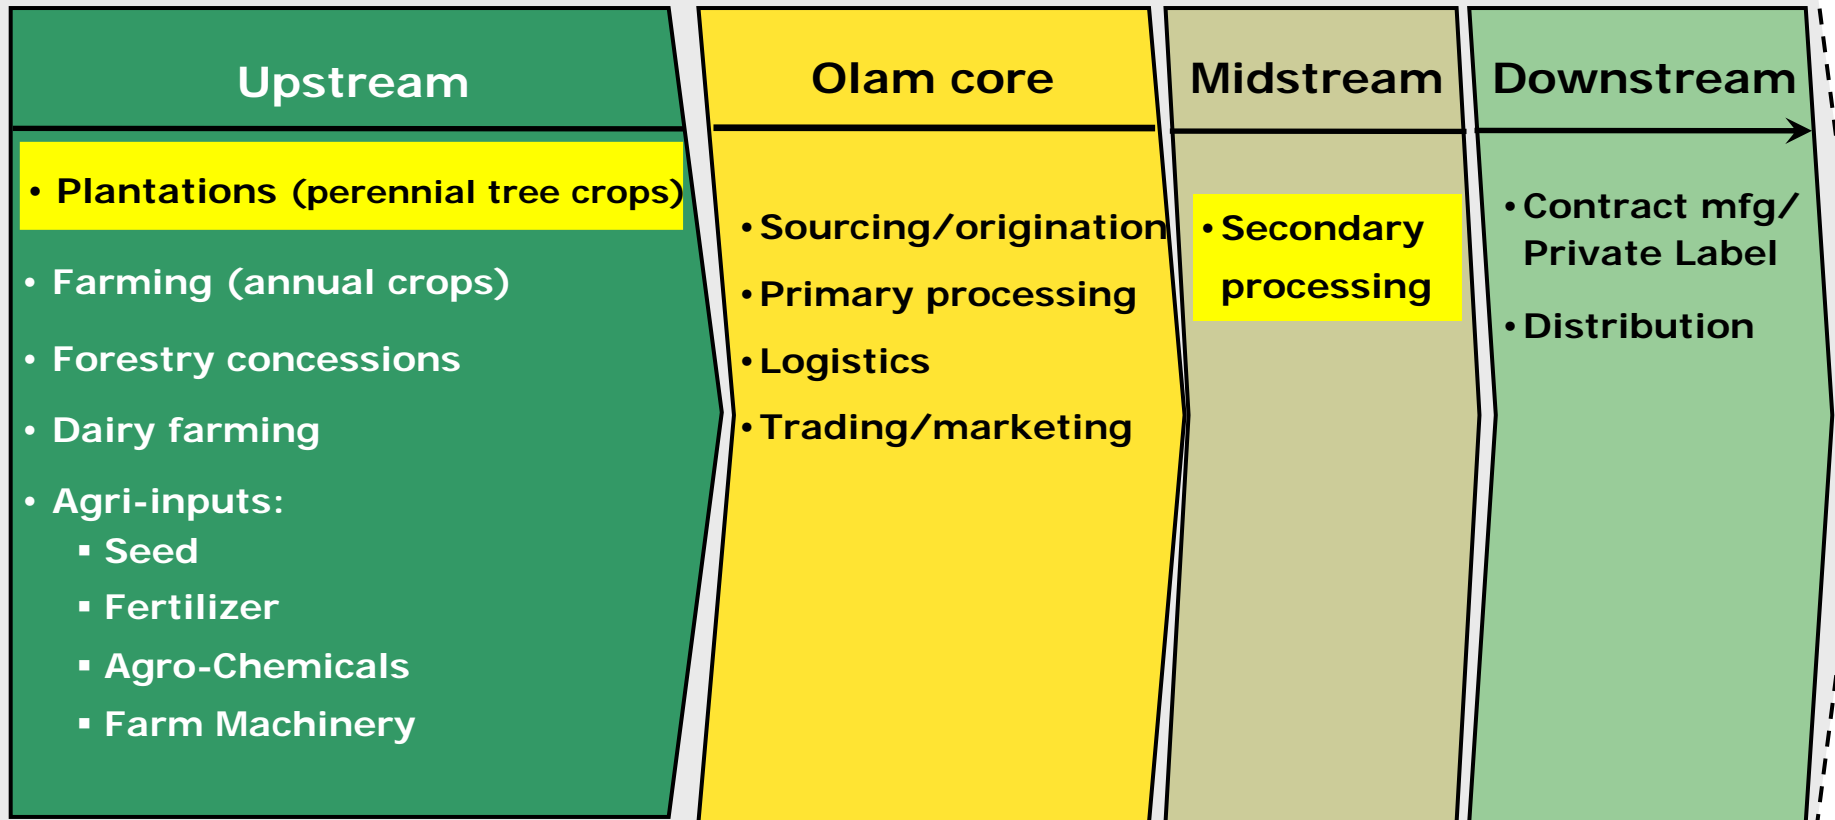 Upstream
• Plantations (perennial tree crops)
• Farming (annual crops)
• Forestry concessions
• Dairy farming
• Agri-inputs:
▪ Seed
▪ Fertilizer
▪ Agro-Chemicals
▪ Farm Machinery
Olam core
• Sourcing/origination
• Primary processing
• Logistics
• Trading/marketing
Midstream
• Secondary
processing
Downstream
• Contract mfg/
Private Label
• Distribution